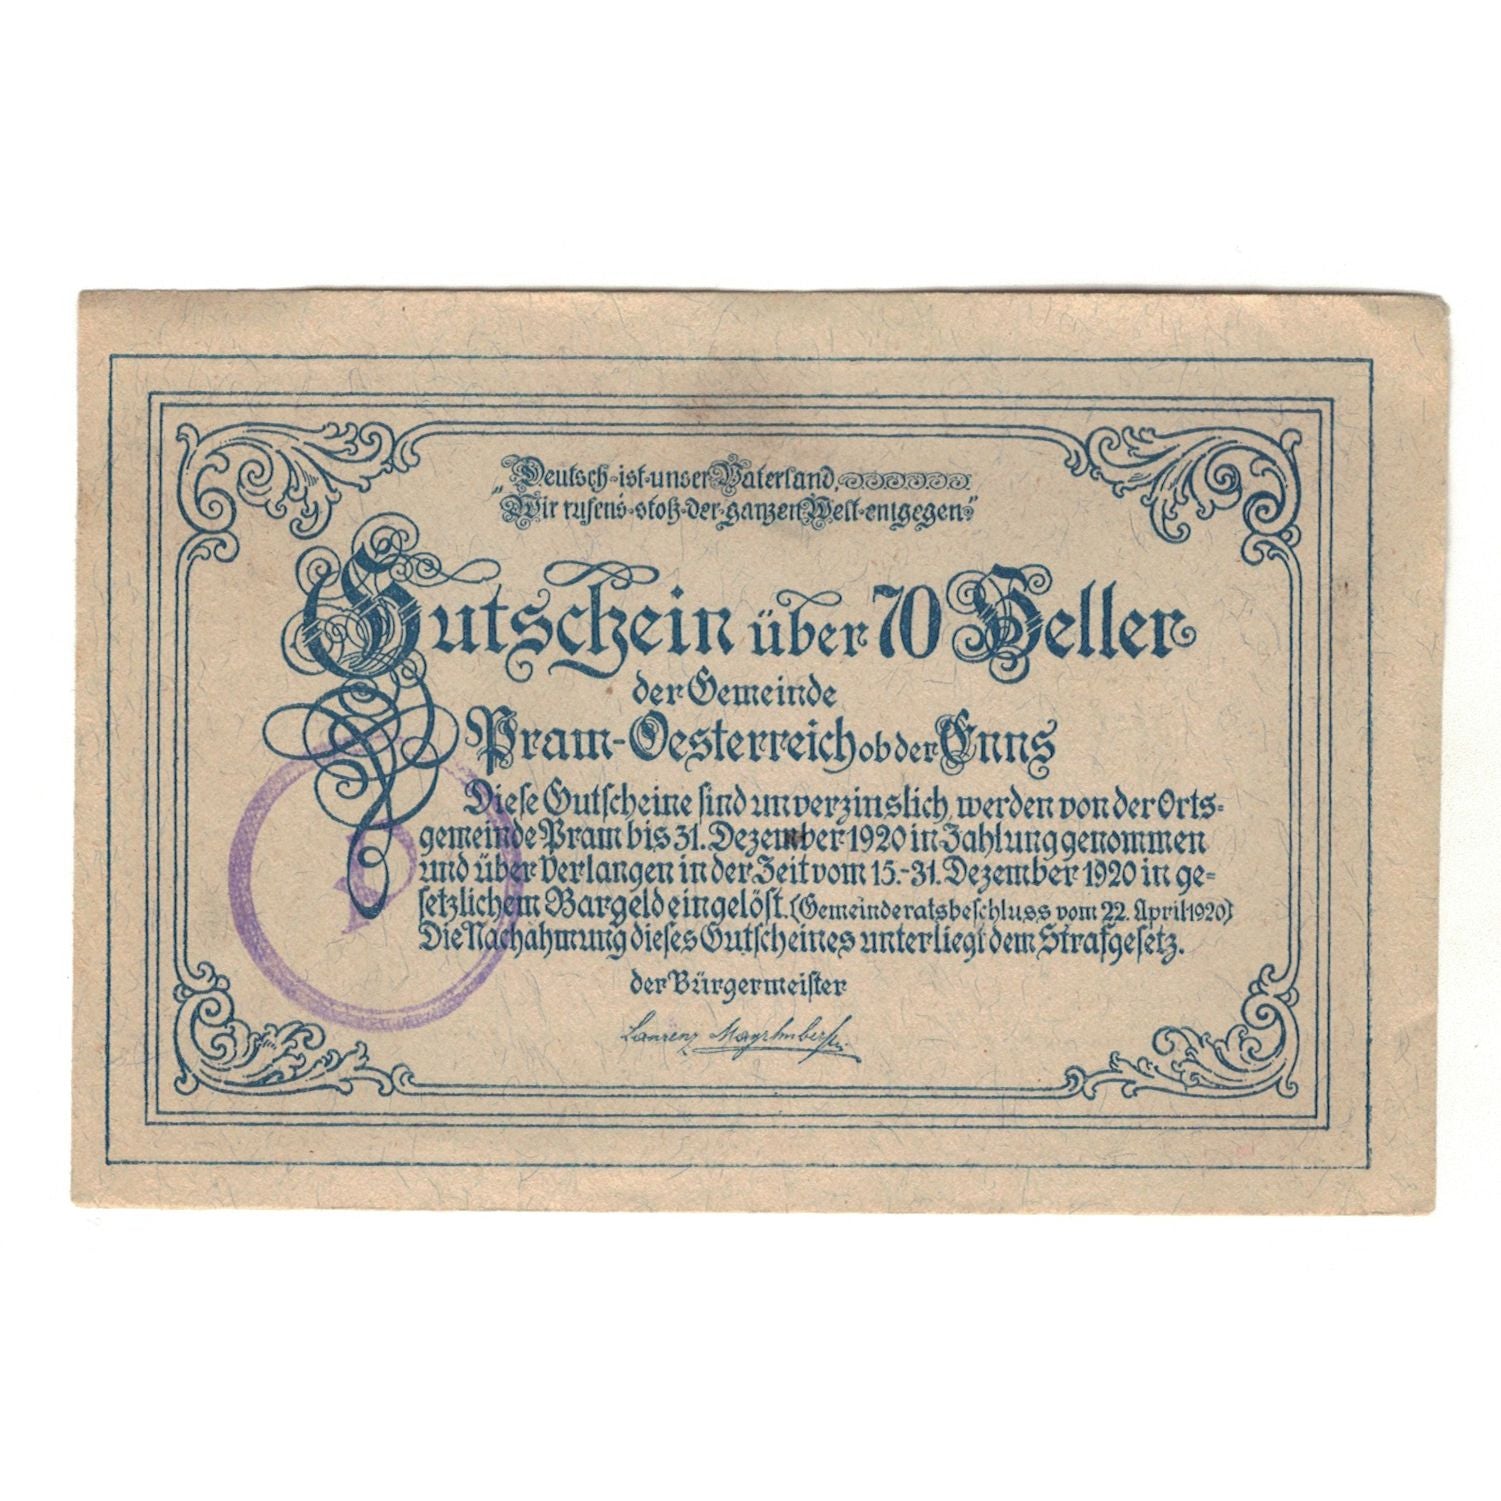 Deutsch-ist-unser Vaterland,
„Wir rufen's-stolz-der-ganzen Welt-entgegen."
Gutschein über 70 Heller
der Gemeinde
Pram-Oesterreich ob der Enns
Diese Gutscheine sind unverzinslich, werden von der Orts-
gemeinde Pram bis 31. Dezember 1920 in Zahlung genommen
und über Verlangen in der Zeit vom 15.-31. Dezember 1920 in ge-
setzlichem Bargeld eingelöst. (Gemeinderatsbeschluss vom 22. April 1920)
Die Nachahmung dieses Gutscheines unterliegt dem Strafgesetz.
der Bürgermeister
Laurenz
P